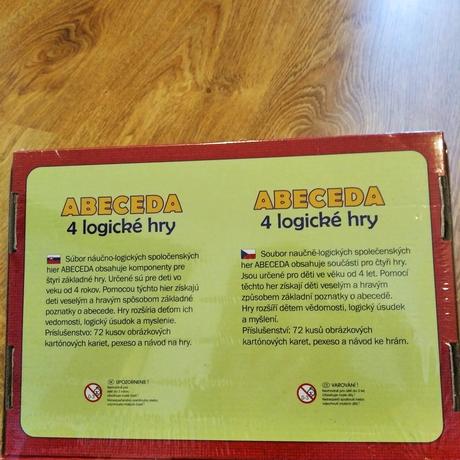 ABECEDA
4 logické hry
Súbor náučno-logických spoločenských
hier ABECEDA obsahuje komponenty pre
štyri základné hry. Určené sú pre deti vo
veku od 4 rokov. Pomocou týchto hier získajú
deti veselým a hravým spôsobom základné
poznatky o abecede. Hry rozšíria deťom ich
vedomosti, logický úsudok a myslenie.
Príslušenstvo: 72 kusov obrázkových
kartónových kariet, pexeso a návod na hry.
UPOZORNENIE !
ABECEDA
4 logické hry
Soubor naučně-logických společenských
her ABECEDA obsahuje součásti pro čtyři hry.
Jsou určené pro děti ve věku od 4 let. Pomocí
těchto her získají děti veselým a hravým
způsobem základní poznatky o abecedě.
Hry rozšíří dětem vědomosti, logický úsudek
a myšlení.
Příslušenství: 72 kusů obrázkových
kartónových karet, pexeso a návod ke hrám.
VAROVÁNÍ !